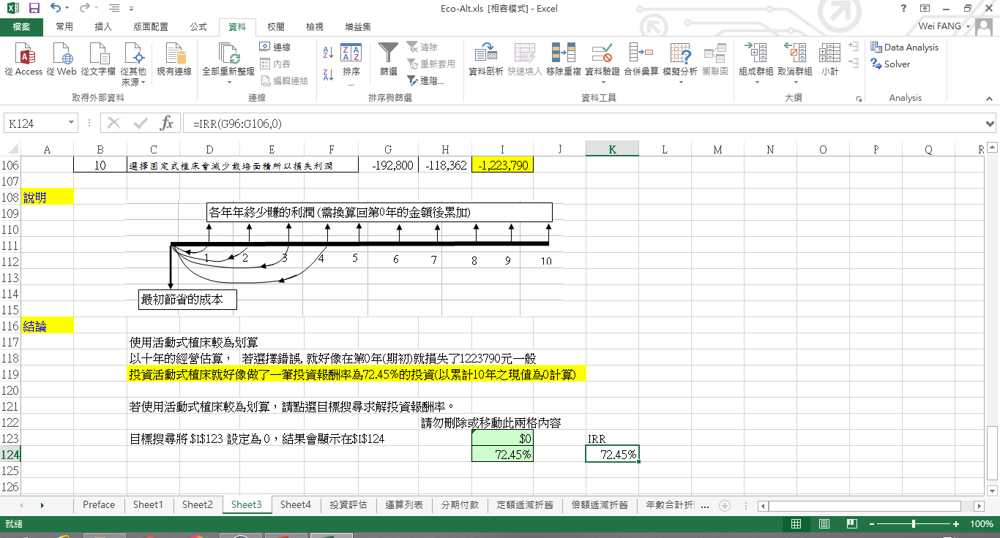 Eco-Alt.xls [相容模式] - Excel
檔案 常用 插入 版面配置 公式 資料 校閱 檢視 增益集 Wei FANG
從 Access 從 Web 從文字檔 從其他來源 現有連線 全部重新整理 連線 內容 編輯連結 排序... 篩選 清除 重新套用 進階... 資料剖析 快速填入 移除重複 資料驗證 合併彙算 模擬分析 關聯圖 組成群組 取消群組 小計 Data Analysis Solver
取得外部資料 連線 排序與篩選 資料工具 大綱 Analysis
K124 =IRR(G96:G106,0)
A B C D E F G H I J K L M N O P Q R
106 10 選擇固定式植床會減少栽培面積所以損失利潤 -192,800 -118,362 -1,223,790
107
108 說明
109 各年年終少賺的利潤(需換算回第0年的金額後累加)
110
111
112 1 2 3 4 5 6 7 8 9 10
113
114 最初節省的成本
115
116 結論
117 使用活動式植床較為划算
118 以十年的經營估算， 若選擇錯誤, 就好像在第0年(期初)就損失了1223790元一般
119 投資活動式植床就好像做了一筆投資報酬率為72.45%的投資(以累計10年之現值為0計算)
120
121 若使用活動式植床較為划算，請點選目標搜尋求解投資報酬率。
122 請勿刪除或移動此兩格內容
123 目標搜尋將 $I$123 設定為 0，結果會顯示在$I$124 $0 IRR
124 72.45% 72.45%
125
126
Preface Sheet1 Sheet2 Sheet3 Sheet4 投資評估 運算列表 分期付款 定額遞減折舊 倍額遞減折舊 年數合計折 ...
就緒 100%